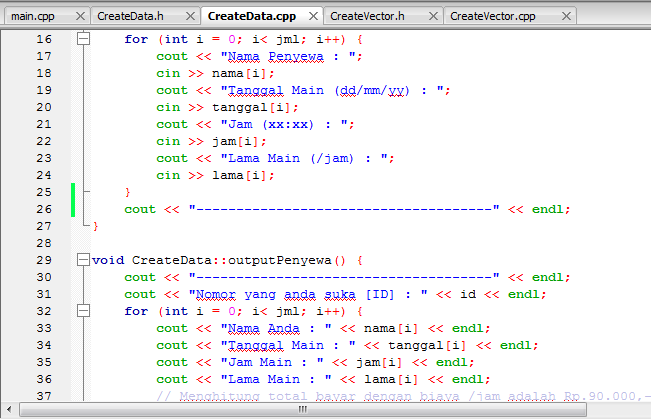 main.cpp CreateData.h CreateData.cpp CreateVector.h CreateVector.cpp
16 for (int i = 0; i< jml; i++) {
17 cout << "Nama Penyewa : ";
18 cin >> nama[i];
19 cout << "Tanggal Main (dd/mm/yy) : ";
20 cin >> tanggal[i];
21 cout << "Jam (xx:xx) : ";
22 cin >> jam[i];
23 cout << "Lama Main (/jam) : ";
24 cin >> lama[i];
25 }
26 cout << "-------------------------------------" << endl;
27 }
28
29 void CreateData::outputPenyewa() {
30 cout << "-------------------------------------" << endl;
31 cout << "Nomor yang anda suka [ID] : " << id << endl;
32 for (int i = 0; i< jml; i++) {
33 cout << "Nama Anda : " << nama[i] << endl;
34 cout << "Tanggal Main : " << tanggal[i] << endl;
35 cout << "Jam Main : " << jam[i] << endl;
36 cout << "Lama Main : " << lama[i] << endl;
37 // Menghitung total bayar dengan biaya /jam adalah Rp.90.000,-